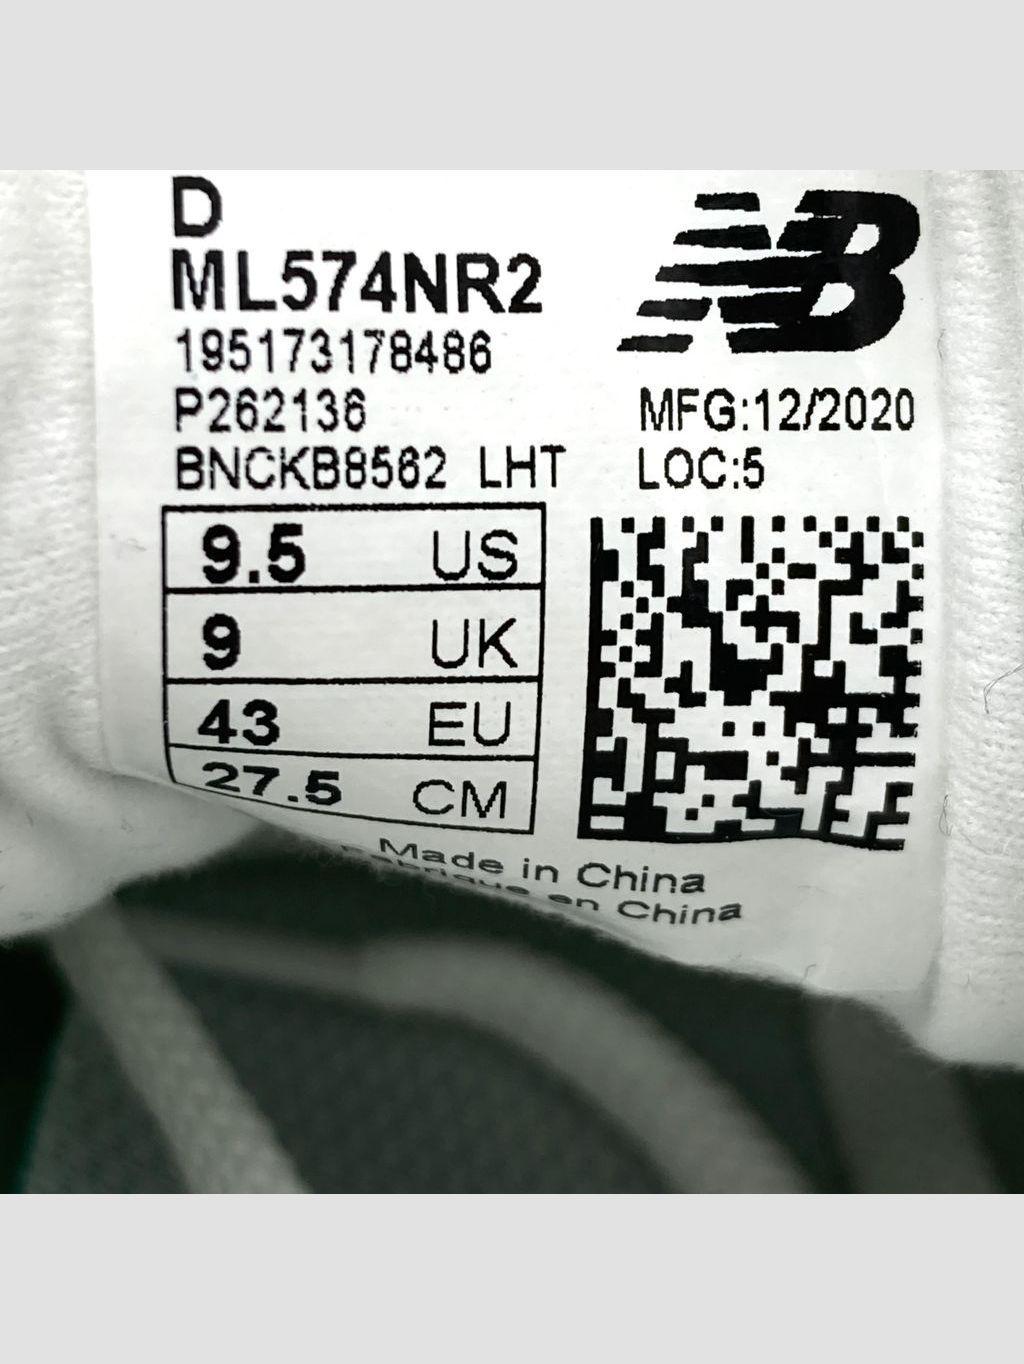 D
ML574NR2
195173178486
P262136
BNCKB8562 LHT
NB
MFG:12/2020
LOC:5
9.5 US
9 UK
43 EU
27.5 CM
Made in China
en China